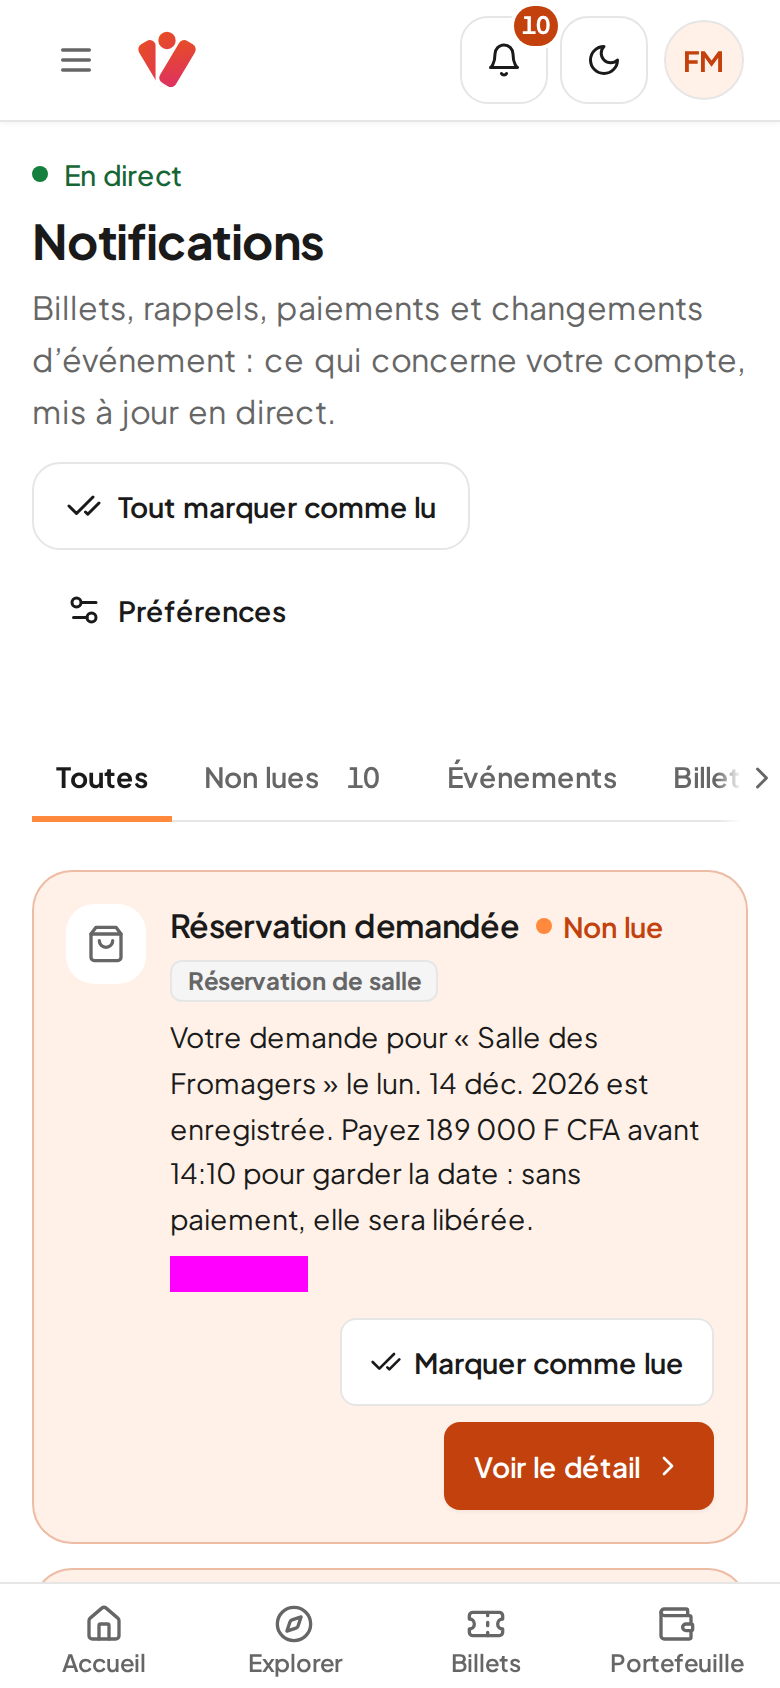 10
FM
En direct
Notifications
Billets, rappels, paiements et changements
d’événement : ce qui concerne votre compte,
mis à jour en direct.
Tout marquer comme lu
Préférences
Toutes Non lues 10 Événements Billet
Réservation demandée Non lue
Réservation de salle
Votre demande pour « Salle des
Fromagers » le lun. 14 déc. 2026 est
enregistrée. Payez 189 000 F CFA avant
14:10 pour garder la date : sans
paiement, elle sera libérée.
Marquer comme lue
Voir le détail
Accueil Explorer Billets Portefeuille